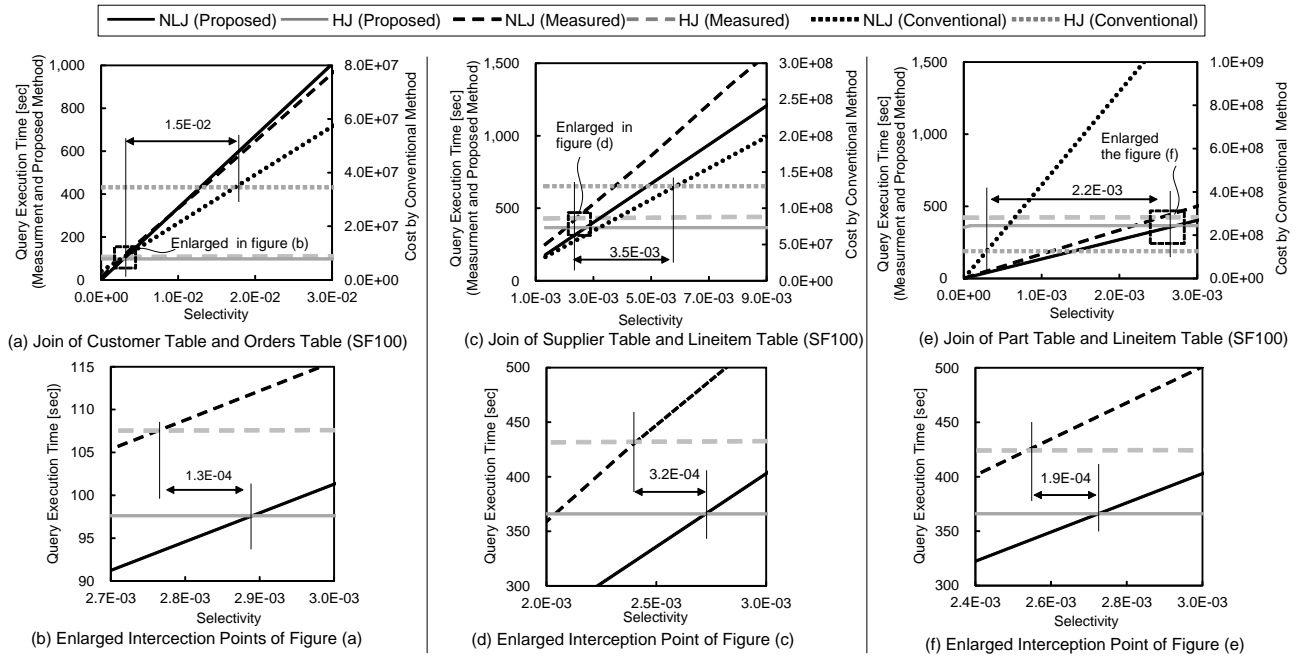 NLJ (Proposed) HJ (Proposed) NLJ (Measured) HJ (Measured) NLJ (Conventional) HJ (Conventional)
Query Execution Time [sec]
(Measurment and Proposed Method)
1,000
800
600
400
200
0
8.0E+07
6.0E+07
4.0E+07
2.0E+07
0.0E+00
Cost by Conventional Method
1.5E-02
Enlarged in figure (b)
0.0E+00 1.0E-02 2.0E-02 3.0E-02
Selectivity
(a) Join of Customer Table and Orders Table (SF100)
Query Execution Time [sec]
(Measurment and Proposed Method)
1,500
1,000
500
0
3.0E+08
2.5E+08
2.0E+08
1.5E+08
1.0E+08
5.0E+07
0.0E+00
Cost by Conventional Method
Enlarged in
figure (d)
3.5E-03
1.0E-03 3.0E-03 5.0E-03 7.0E-03 9.0E-03
Selectivity
(c) Join of Supplier Table and Lineitem Table (SF100)
Query Execution Time [sec]
(Measurment and Proposed Method)
1,500
1,000
500
0
1.0E+09
8.0E+08
6.0E+08
4.0E+08
2.0E+08
0.0E+00
Cost by Conventional Method
Enlarged
the figure (f)
2.2E-03
0.0E+00 1.0E-03 2.0E-03 3.0E-03
Selectivity
(e) Join of Part Table and Lineitem Table (SF100)
Query Execution Time [sec])
115
110
105
100
95
90
1.3E-04
2.7E-03 2.8E-03 2.9E-03 3.0E-03
Selectivity
(b) Enlarged Intercection Points of Figure (a)
Query Execution Time [sec]
500
450
400
350
300
3.2E-04
2.0E-03 2.5E-03 3.0E-03
Selectivity
(d) Enlarged Interception Point of Figure (c)
Query Execution Time [sec]
500
450
400
350
300
1.9E-04
2.4E-03 2.6E-03 2.8E-03 3.0E-03
Selectivity
(f) Enlarged Interception Point of Figure (e)